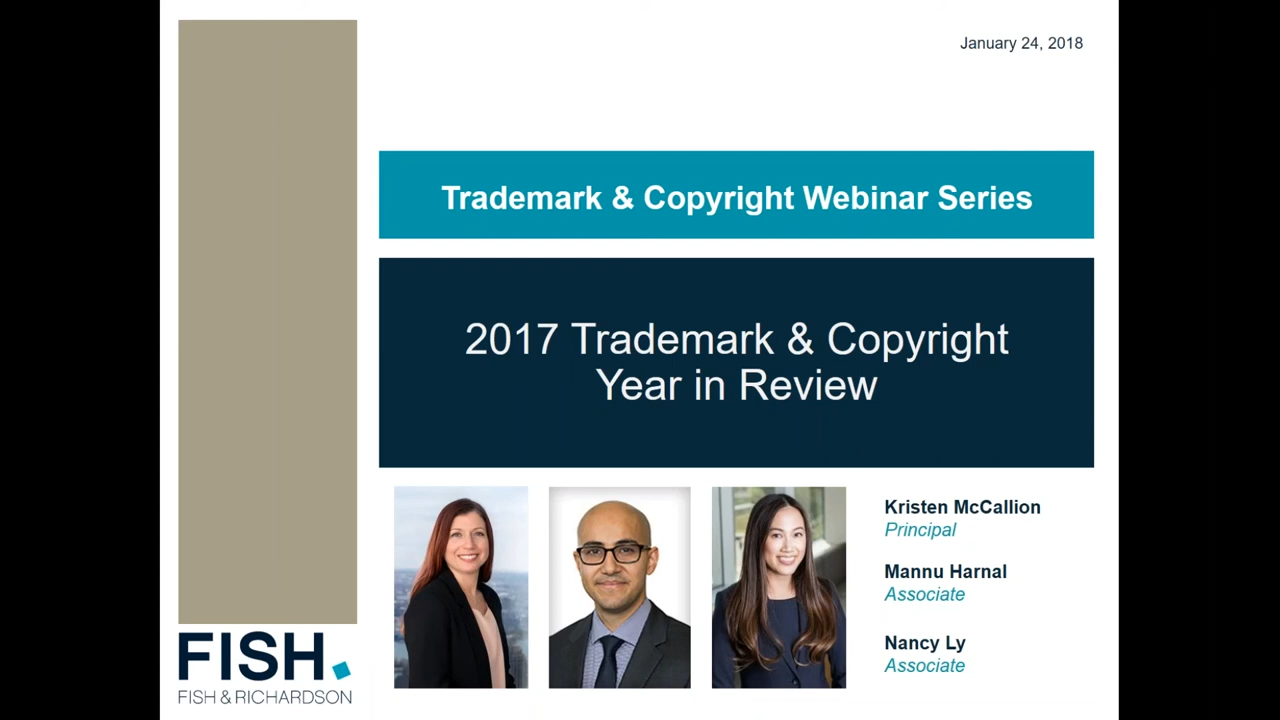 January 24, 2018
Trademark & Copyright Webinar Series
2017 Trademark & Copyright
Year in Review
Kristen McCallion
Principal
Mannu Harnal
Associate
Nancy Ly
Associate
FISH.
FISH & RICHARDSON